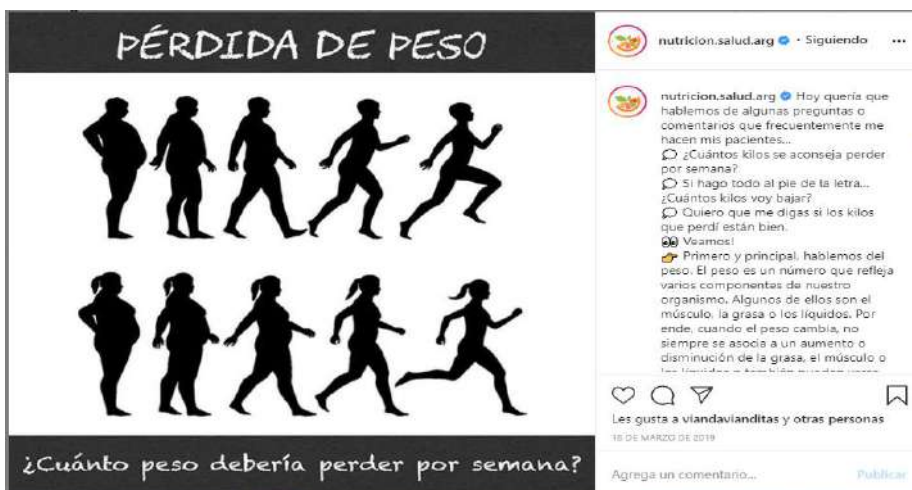 PÉRDIDA DE PESO
¿Cuánto peso debería perder por semana?
nutricion.salud.arg • Siguiendo
nutricion.salud.arg Hoy quería que
hablemos de algunas preguntas o
comentarios que frecuentemente me
hacen mis pacientes...
¿Cuántos kilos se aconseja perder
por semana?
Si hago todo al pie de la letra...
¿Cuántos kilos voy bajar?
Quiero que me digas si los kilos
que perdí están bien.
Veamos!
Primero y principal, hablemos del
peso. El peso es un número que refleja
varios componentes de nuestro
organismo. Algunos de ellos son el
músculo, la grasa o los líquidos. Por
ende, cuando el peso cambia, no
siempre se asocia a un aumento o
disminución de la grasa, el músculo o
Les gusta a viandavianditas y otras personas
18 DE MARZO DE 2019
Agrega un comentario...
Publicar